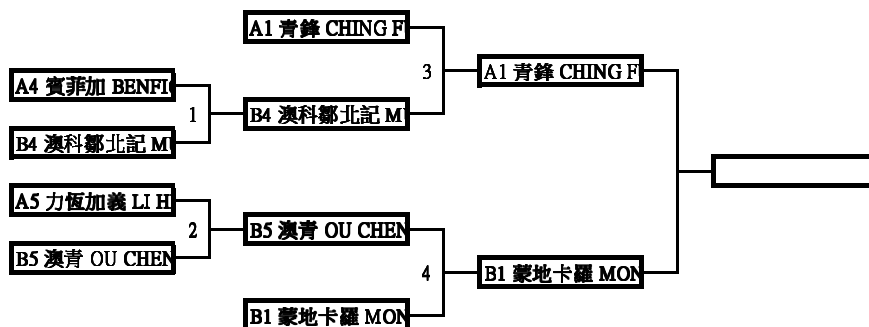 A1 青鋒 CHING F
3
A1 青鋒 CHING F
A4 賓菲加 BENFI
1
B4 澳科鄒北記 M
B4 澳科鄒北記 M
A5 力恆加義 LI H
2
B5 澳青 OU CHEN
B5 澳青 OU CHEN
4
B1 蒙地卡羅 MON
B1 蒙地卡羅 MON